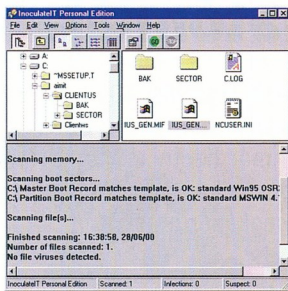 InoculateIT Personal Edition
File Edit View Options Tools Window Help
A:
C:
~MSSETUP.T
aimit
CLIENTUS
BAK
SECTOR
Clientws
BAK
SECTOR
C.LOG
IUS_GEN.MIF
IUS_GEN...
NCUSER.INI
Scanning memory...
Scanning boot sectors...
C:\ Master Boot Record matches template, is OK: standard Win95 OSR
C:\ Partition Boot Record matches template, is OK: standard MSWIN 4.
Scanning file(s)...
Finished scanning: 16:38:58, 28/06/00
Number of files scanned: 1.
No file viruses detected.
InoculateIT Personal Edition Scanned: 1 Infections: 0 Suspect: 0